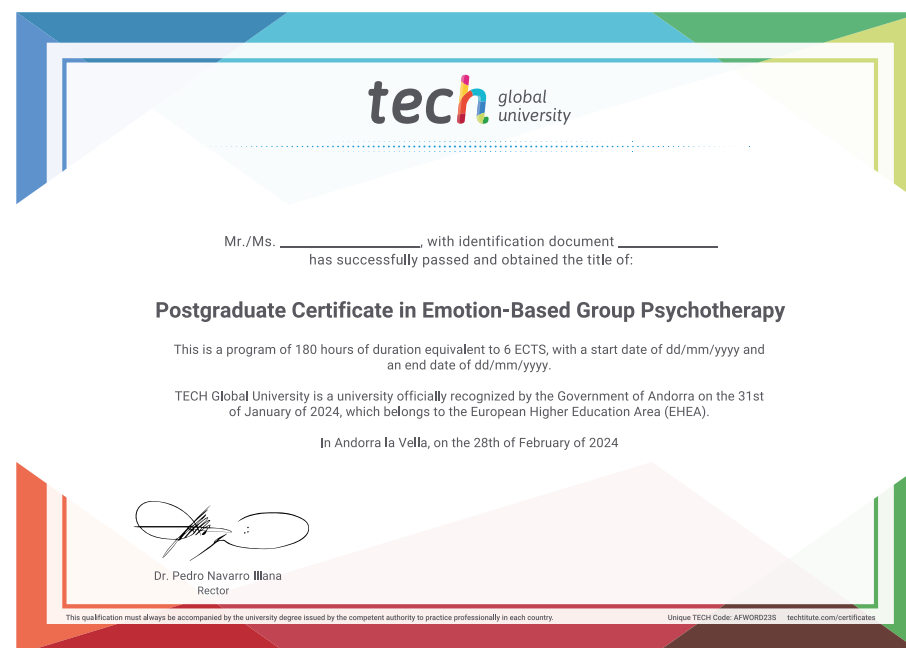 tech global
university
Mr./Ms. ____________, with identification document ____________
has successfully passed and obtained the title of:
Postgraduate Certificate in Emotion-Based Group Psychotherapy
This is a program of 180 hours of duration equivalent to 6 ECTS, with a start date of dd/mm/yyyy and
an end date of dd/mm/yyyy.
TECH Global University is a university officially recognized by the Government of Andorra on the 31st
of January of 2024, which belongs to the European Higher Education Area (EHEA).
In Andorra la Vella, on the 28th of February of 2024
Dr. Pedro Navarro Illana
Rector
This qualification must always be accompanied by the university degree issued by the competent authority to practice professionally in each country.
Unique TECH Code: AFWORD23S techtitute.com/certificates